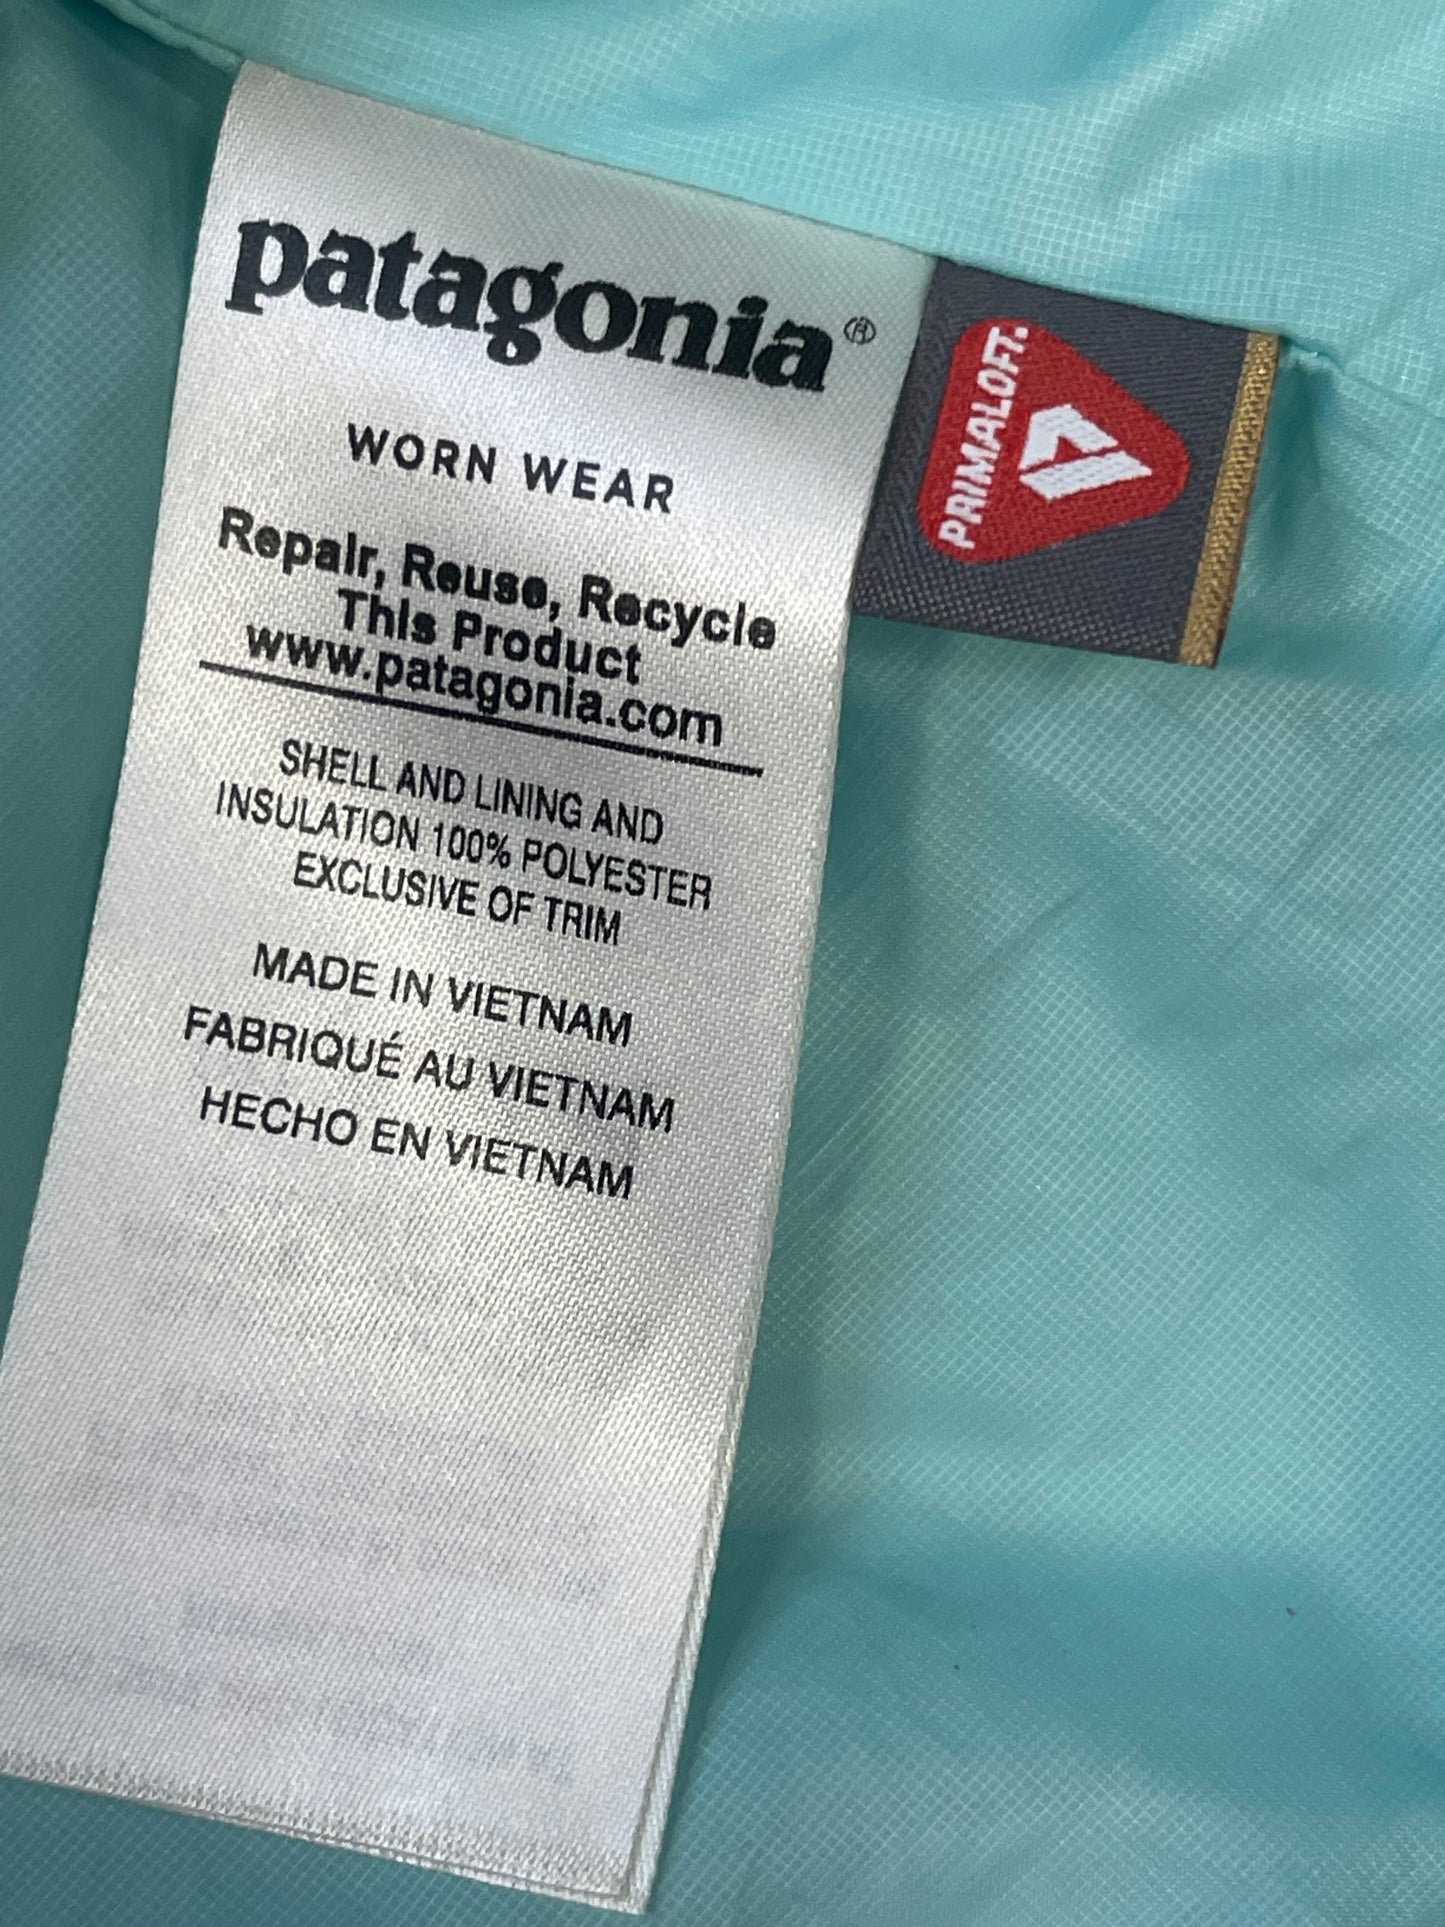 patagonia®
WORN WEAR
Repair, Reuse, Recycle
This Product
www.patagonia.com
SHELL AND LINING AND
INSULATION 100% POLYESTER
EXCLUSIVE OF TRIM
MADE IN VIETNAM
FABRIQUÉ AU VIETNAM
HECHO EN VIETNAM
PRIMALOFT.